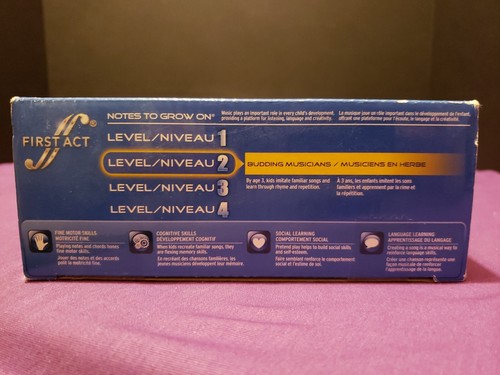 FIRST ACT®
NOTES TO GROW ON®
Music plays an important role in every child's development,
providing a platform for listening, language and creativity.
La musique joue un rôle important dans le développement de l'enfant,
offrant une plateforme pour l'écoute, le langage et la créativité.
LEVEL/NIVEAU 1
LEVEL/NIVEAU 2
BUDDING MUSICIANS / MUSICIENS EN HERBE
By age 3, kids imitate familiar songs and
learn through rhyme and repetition.
À 3 ans, les enfants imitent les sons
familiers et apprennent par la rime et
la répétition.
LEVEL/NIVEAU 3
LEVEL/NIVEAU 4
FINE MOTOR SKILLS
MOTRICITÉ FINE
Playing notes and chords hones
fine motor skills.
Jouer des notes et des accords
polit la motricité fine.
COGNITIVE SKILLS
DÉVELOPPEMENT COGNITIF
When kids recreate familiar songs, they
are flexing memory skills.
En recréant des chansons familières, les
jeunes musiciens développent leur mémoire.
SOCIAL LEARNING
COMPORTEMENT SOCIAL
Pretend play helps to build social skills
and self-esteem.
Faire semblant renforce le comportement
social et l'estime de soi.
LANGUAGE LEARNING
APPRENTISSAGE DU LANGAGE
Creating a song is a musical way to
reinforce language skills.
Créer une chanson représente une
façon musicale de renforcer
l'apprentissage de la langue.